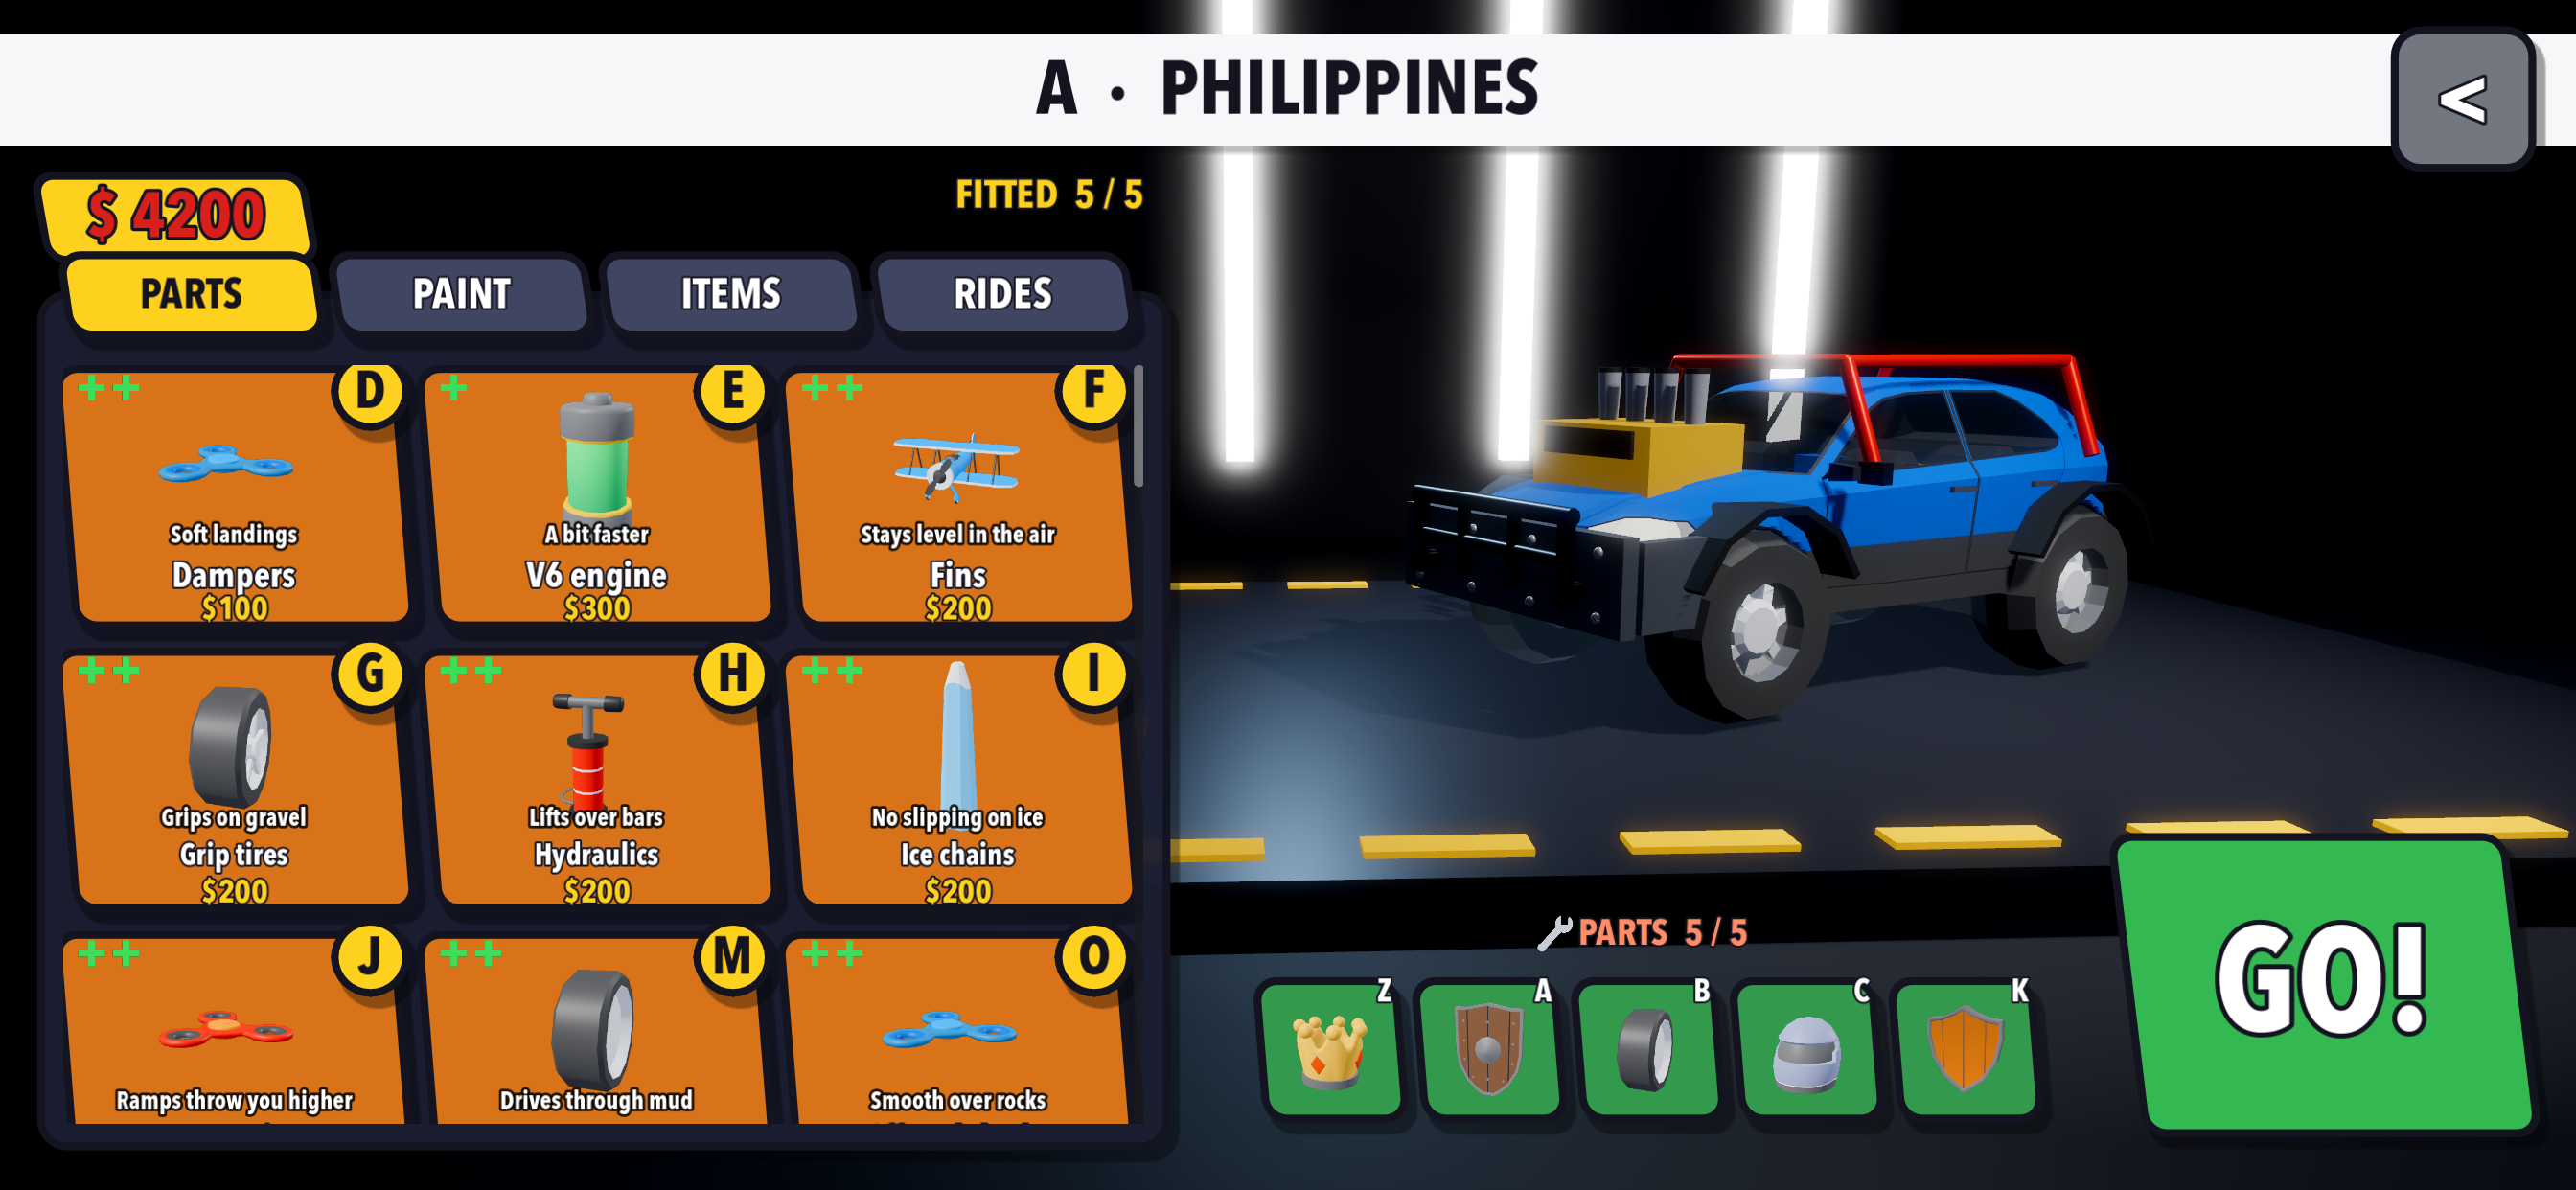 A · PHILIPPINES
<
$ 4200
FITTED 5 / 5
PARTS
PAINT
ITEMS
RIDES
++
D
Soft landings
Dampers
$100
+
E
A bit faster
V6 engine
$300
++
F
Stays level in the air
Fins
$200
++
G
Grips on gravel
Grip tires
$200
++
H
Lifts over bars
Hydraulics
$200
++
I
No slipping on ice
Ice chains
$200
++
J
Ramps throw you higher
++
M
Drives through mud
++
O
Smooth over rocks
PARTS 5 / 5
Z
A
B
C
K
GO!